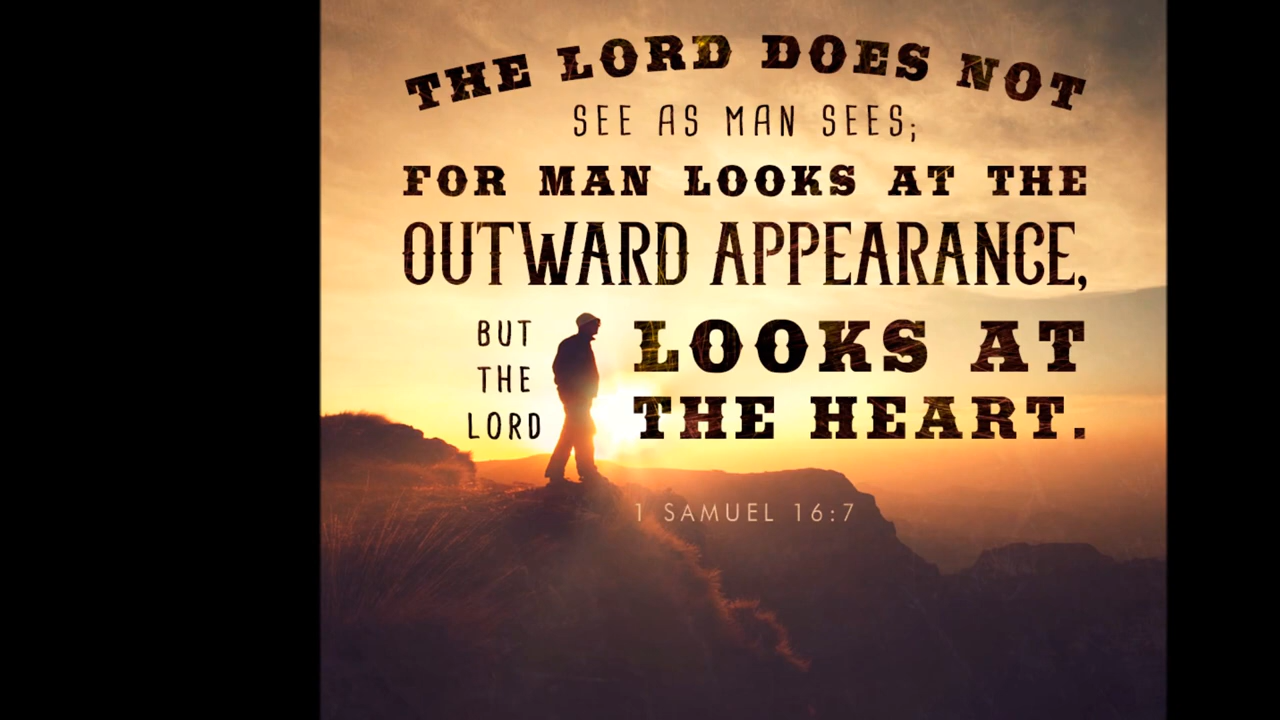 THE LORD DOES NOT
SEE AS MAN SEES;
FOR MAN LOOKS AT THE
OUTWARD APPEARANCE,
BUT
THE
LORD
LOOKS AT
THE HEART.
1 SAMUEL 16:7